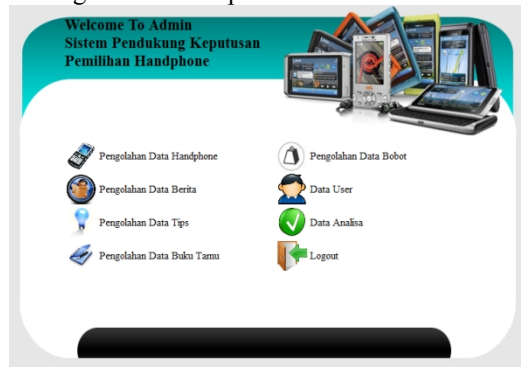 Welcome To Admin
Sistem Pendukung Keputusan
Pemilihan Handphone
Pengolahan Data Handphone
Pengolahan Data Bobot
Pengolahan Data Berita
Data User
Pengolahan Data Tips
Data Analisa
Pengolahan Data Buku Tamu
Logout